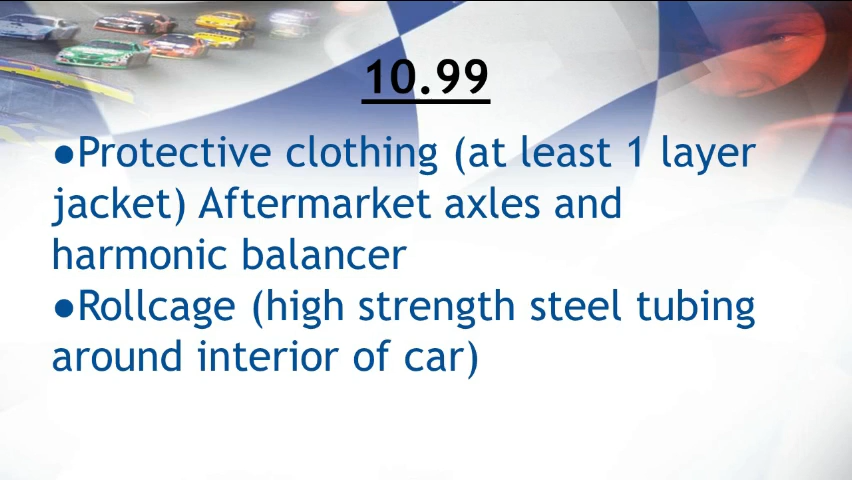 10.99
●Protective clothing (at least 1 layer
jacket) Aftermarket axles and
harmonic balancer
●Rollcage (high strength steel tubing
around interior of car)